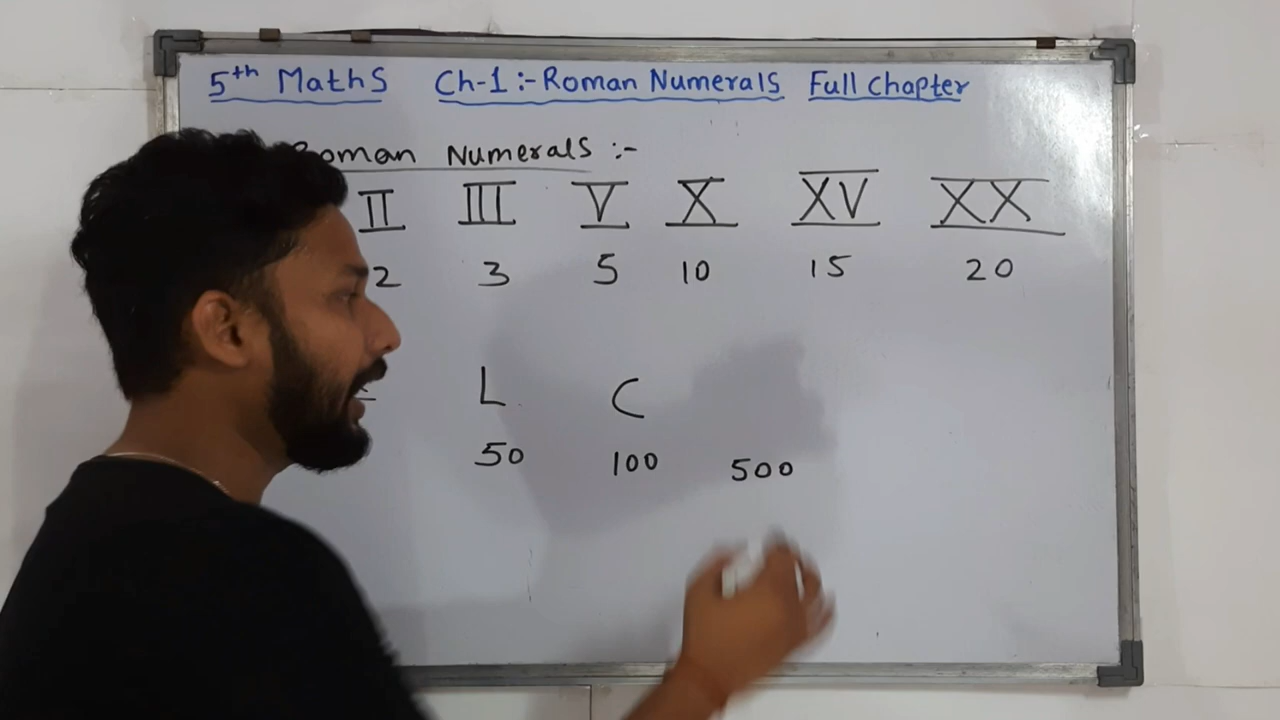 5th Maths Ch-1:- Roman Numerals Full Chapter
Roman Numerals :-
II III V X XV XX
2 3 5 10 15 20
L C
50 100 500